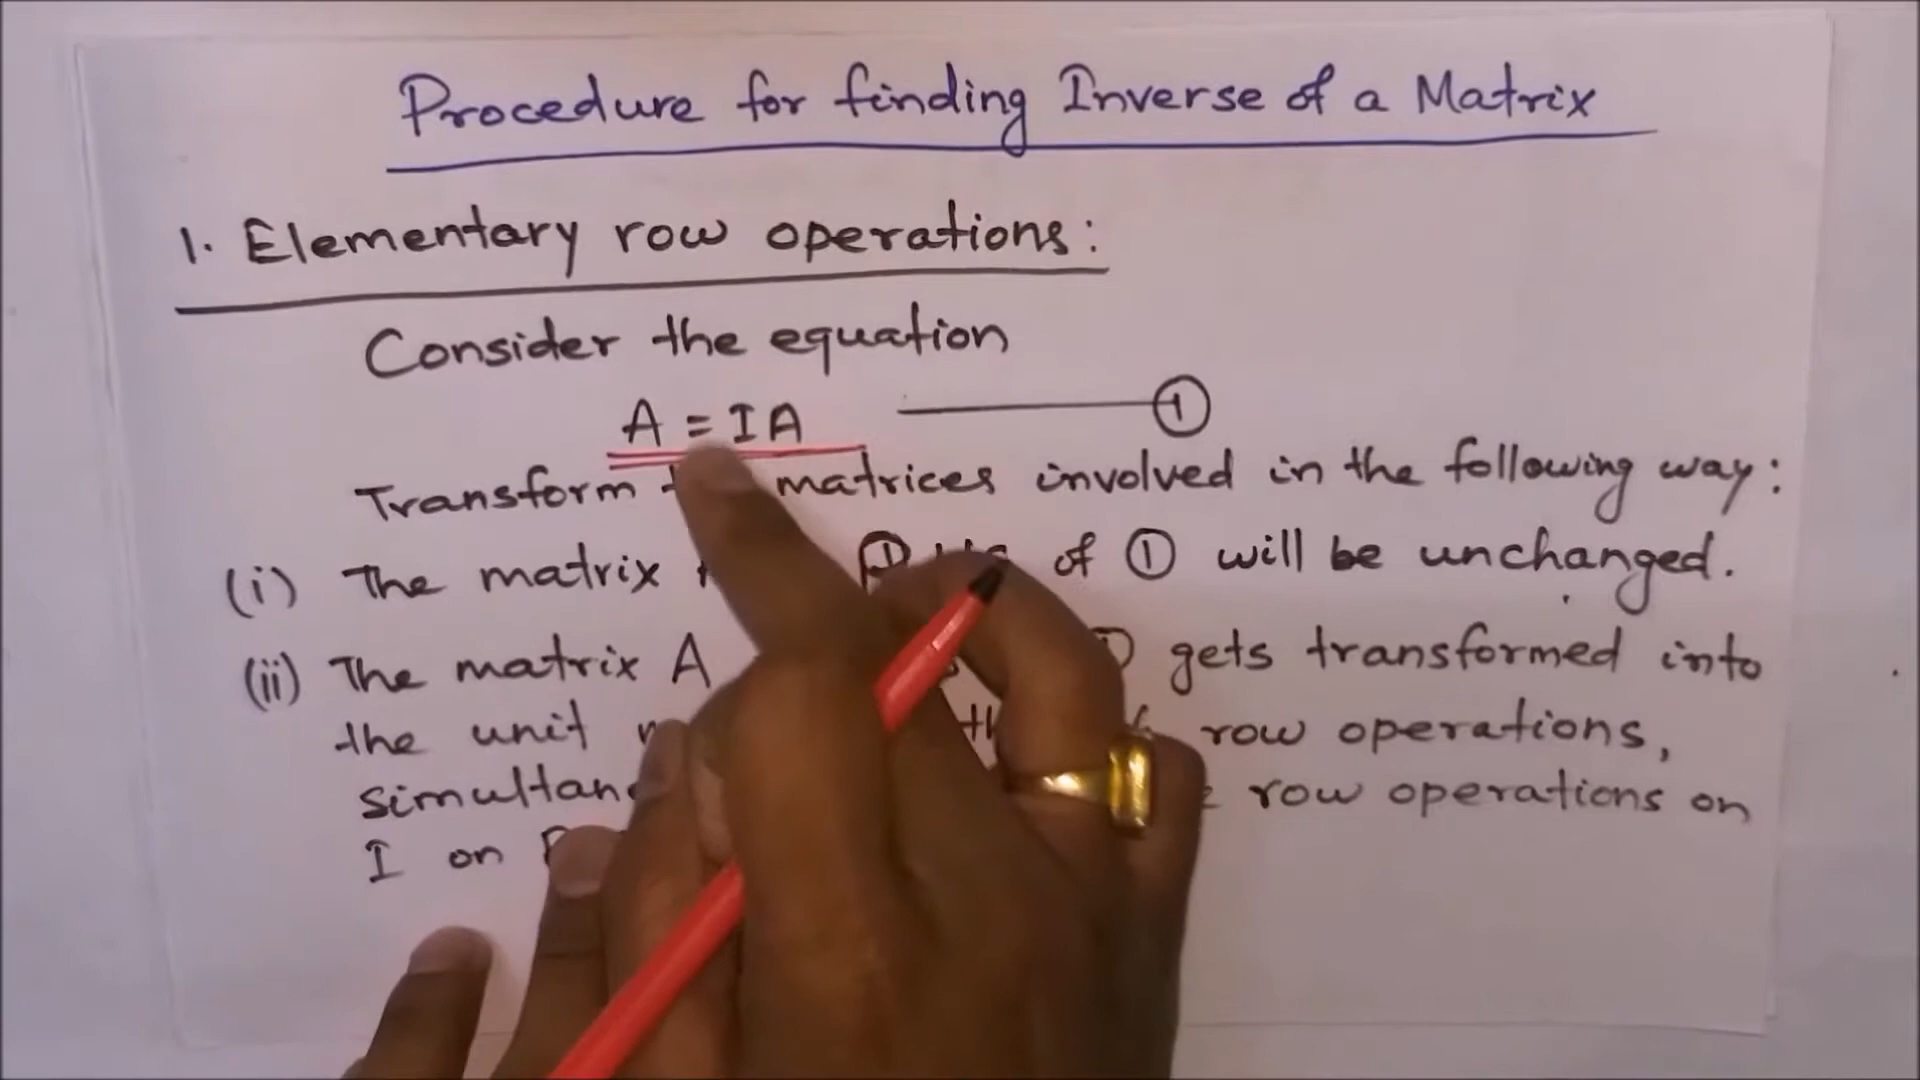 Procedure for finding Inverse of a Matrix
1. Elementary row operations:
Consider the equation
A = IA ——— ①
Transform matrices involved in the following way:
(i) The matrix of ① will be unchanged.
(ii) The matrix A gets transformed into
the unit row operations,
row operations on
I on